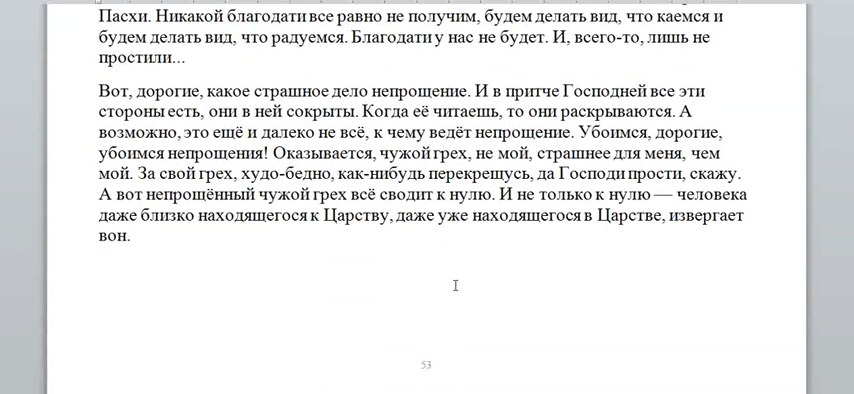 Пасхи. Никакой благодати все равно не получим, будем делать вид, что каемся и
будем делать вид, что радуемся. Благодати у нас не будет. И, всего-то, лишь не
простили...
Вот, дорогие, какое страшное дело непрощение. И в притче Господней все эти
стороны есть, они в ней сокрыты. Когда её читаешь, то они раскрываются. А
возможно, это ещё и далеко не всё, к чему ведёт непрощение. Убоимся, дорогие,
убоимся непрощения! Оказывается, чужой грех, не мой, страшнее для меня, чем
мой. За свой грех, худо-бедно, как-нибудь перекрещусь, да Господи прости, скажу.
А вот непрощённый чужой грех всё сводит к нулю. И не только к нулю — человека
даже близко находящегося к Царству, даже уже находящегося в Царстве, извергает
вон.
53